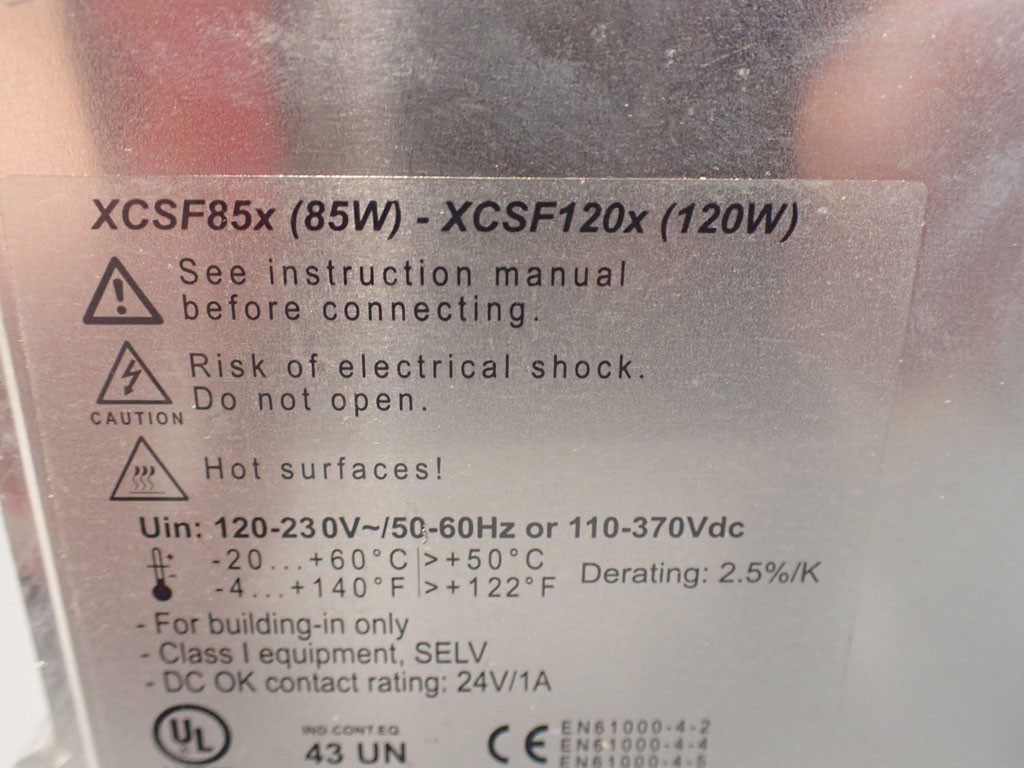 XCSF85x (85W) - XCSF120x (120W)
See instruction manual
before connecting.
Risk of electrical shock.
Do not open.
CAUTION
Hot surfaces!
Uin: 120-230V~/50-60Hz or 110-370Vdc
-20...+60°C |>+50°C
-4...+140°F |>+122°F
Derating: 2.5%/K
- For building-in only
- Class I equipment, SELV
- DC OK contact rating: 24V/1A
UL
IND.CONT.EQ.
43 UN
CE
EN61000-4-2
EN61000-4-4
EN61000-4-5